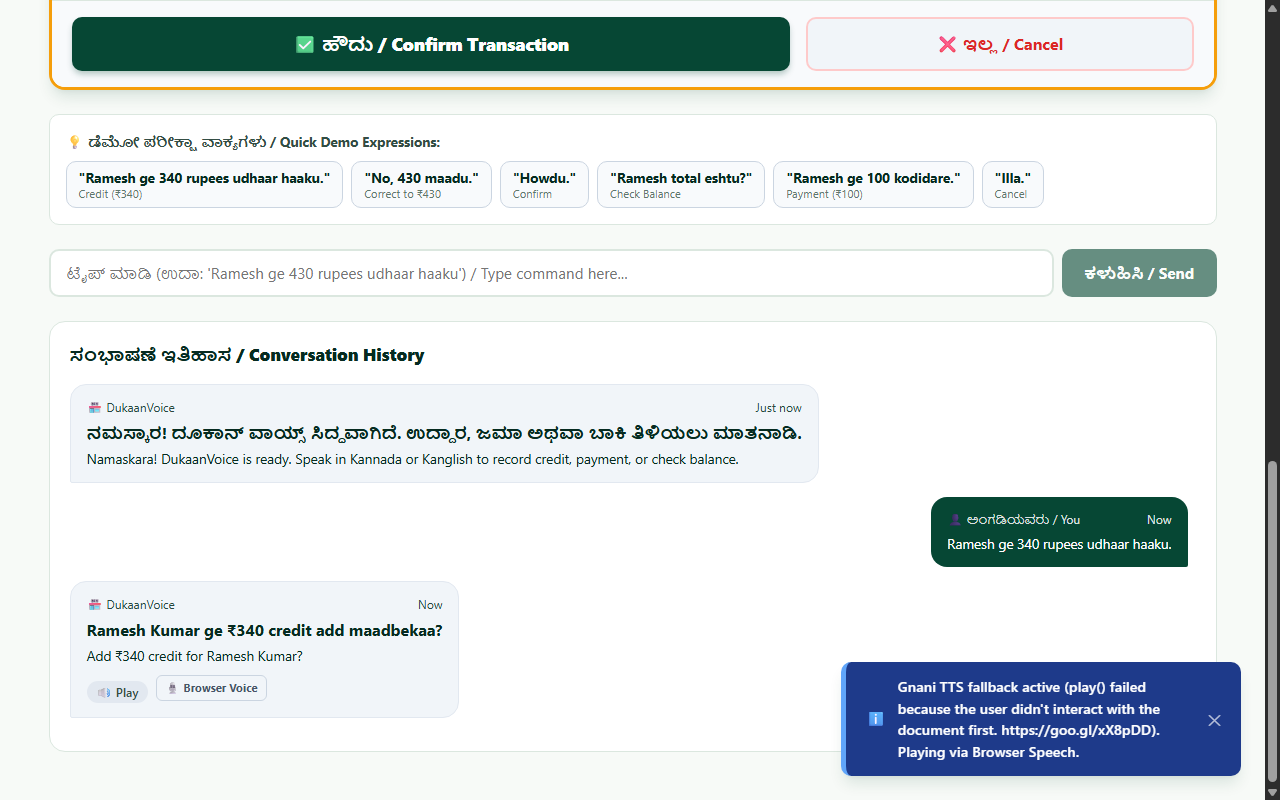 ✅ ಹೌದು / Confirm Transaction
❌ ಇಲ್ಲ / Cancel
💡 ಡೆಮೋ ಪರೀಕ್ಷಾ ವಾಕ್ಯಗಳು / Quick Demo Expressions:
"Ramesh ge 340 rupees udhaar haaku."
Credit (₹340)
"No, 430 maadu."
Correct to ₹430
"Howdu."
Confirm
"Ramesh total eshtu?"
Check Balance
"Ramesh ge 100 kodidare."
Payment (₹100)
"Illa."
Cancel
ಟೈಪ್ ಮಾಡಿ (ಉದಾ: 'Ramesh ge 430 rupees udhaar haaku') / Type command here...
ಕಳುಹಿಸಿ / Send
ಸಂಭಾಷಣೆ ಇತಿಹಾಸ / Conversation History
🏪 DukaanVoice
Just now
ನಮಸ್ಕಾರ! ದೂಕಾನ್ ವಾಯ್ಸ್ ಸಿದ್ದವಾಗಿದೆ. ಉದ್ದಾರ, ಜಮಾ ಅಥವಾ ಬಾಕಿ ತಿಳಿಯಲು ಮಾತನಾಡಿ.
Namaskara! DukaanVoice is ready. Speak in Kannada or Kanglish to record credit, payment, or check balance.
👤 ಅಂಗಡಿಯವರು / You
Now
Ramesh ge 340 rupees udhaar haaku.
🏪 DukaanVoice
Now
Ramesh Kumar ge ₹340 credit add maadbekaa?
Add ₹340 credit for Ramesh Kumar?
🔊 Play
🎙️ Browser Voice
ℹ️ Gnani TTS fallback active (play() failed
because the user didn't interact with the
document first. https://goo.gl/xX8pDD).
Playing via Browser Speech.